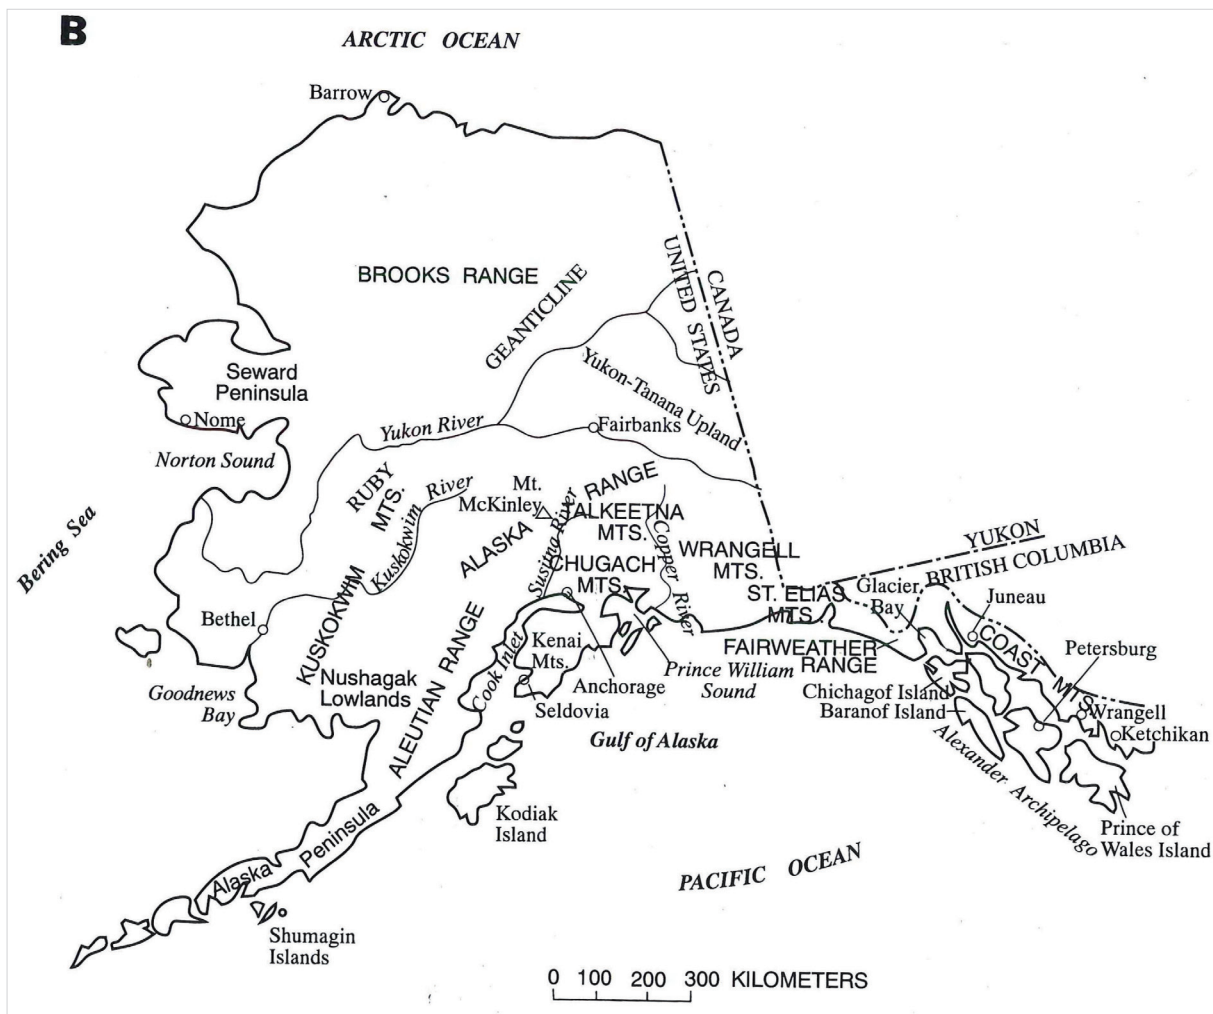 B
ARCTIC OCEAN
Barrow
BROOKS RANGE
GEANTICLINE
UNITED STATES
CANADA
Seward
Peninsula
Nome
Norton Sound
Yukon River
Yukon-Tanana Upland
Fairbanks
RUBY
MTS.
Kuskokwim River
Mt.
McKinley
ALASKA RANGE
Susitna River
TALKEETNA
MTS.
Copper River
CHUGACH
MTS.
WRANGELL
MTS.
ST. ELIAS
MTS.
YUKON
BRITISH COLUMBIA
Glacier
Bay
Juneau
COAST MTS.
Petersburg
Bering Sea
Bethel
KUSKOKWIM
Nushagak
Lowlands
Goodnews
Bay
ALEUTIAN RANGE
Cook Inlet
Kenai
Mts.
Anchorage
Seldovia
Prince William
Sound
FAIRWEATHER
RANGE
Chichagof Island
Baranof Island
Wrangell
Ketchikan
Gulf of Alaska
Alexander Archipelago
Prince of
Wales Island
Kodiak
Island
Alaska Peninsula
Shumagin
Islands
PACIFIC OCEAN
0 100 200 300 KILOMETERS